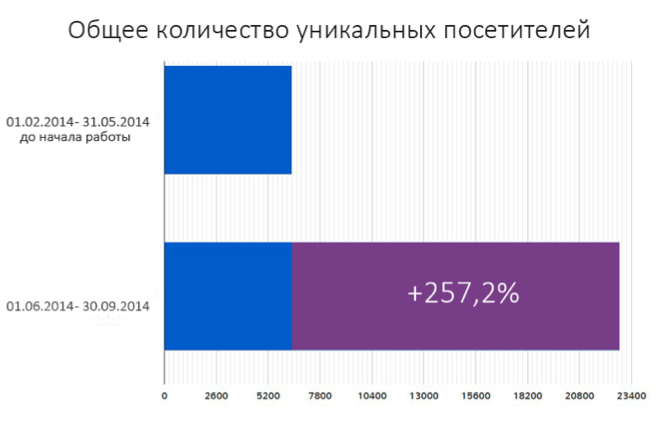 Общее количество уникальных посетителей
01.02.2014- 31.05.2014
до начала работы
+257,2%
01.06.2014- 30.09.2014
0 2600 5200 7800 10400 13000 15600 18200 20800 23400